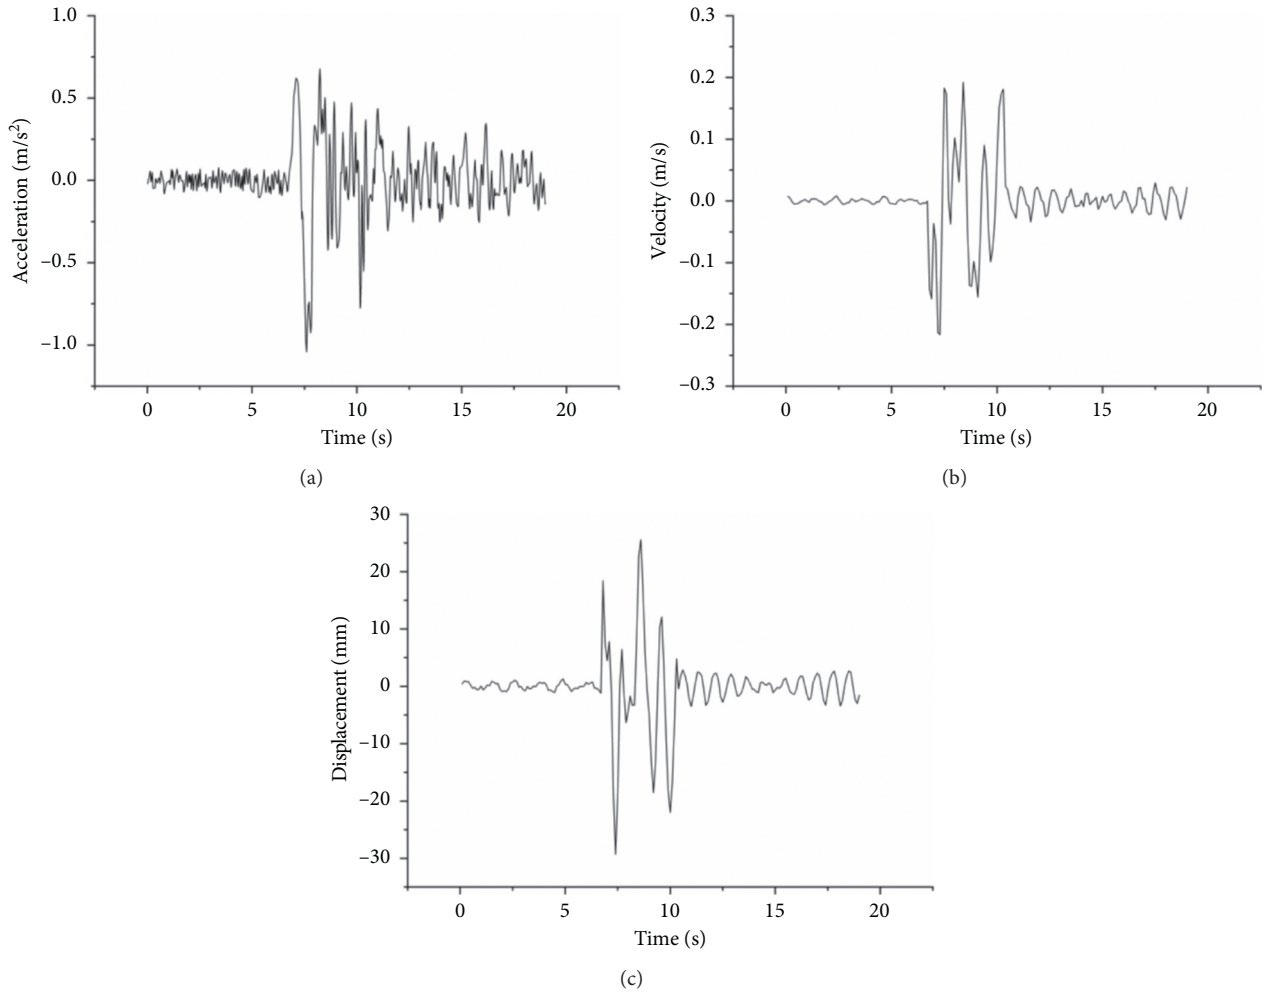 1.0
0.5
0.0
–0.5
–1.0
Acceleration (m/s²)
0 5 10 15 20
Time (s)
(a)
0.3
0.2
0.1
0.0
–0.1
–0.2
–0.3
Velocity (m/s)
0 5 10 15 20
Time (s)
(b)
30
20
10
0
–10
–20
–30
Displacement (mm)
0 5 10 15 20
Time (s)
(c)